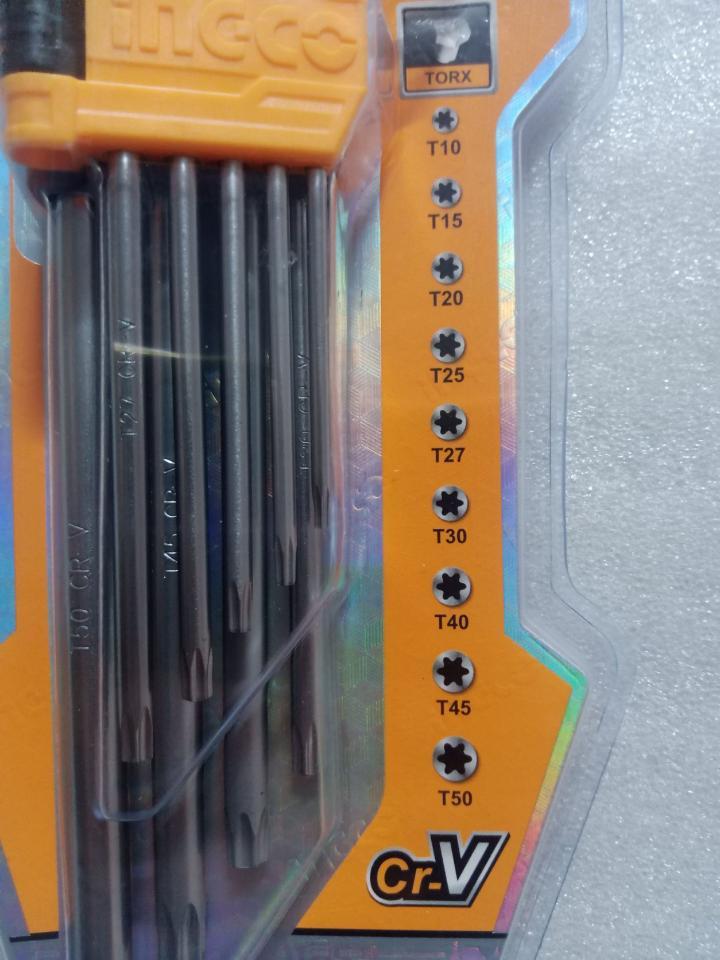 INGCO
TORX
T10
T15
T20
T25
T27
T30
T40
T45
T50
Cr-V
T27 CR-V
T45 CR-V
T50 CR-V